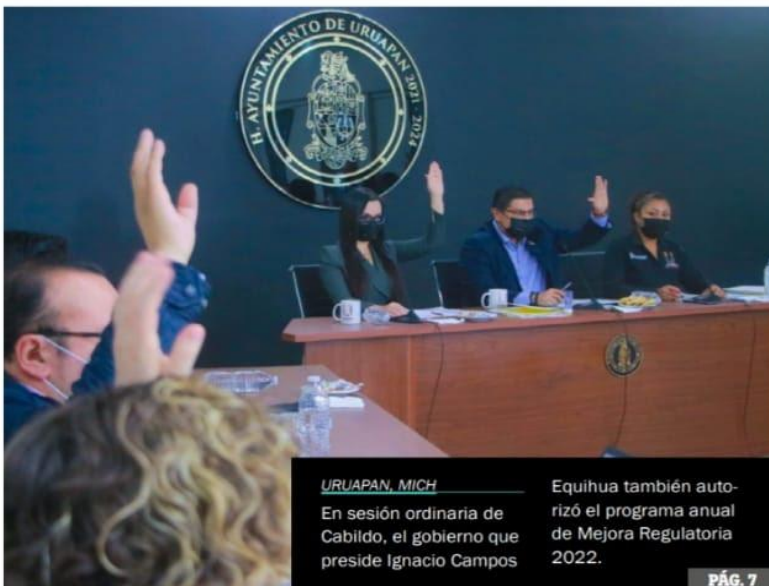 H. AYUNTAMIENTO DE URUAPAN 2021 - 2024
URUAPAN, MICH
En sesión ordinaria de
Cabildo, el gobierno que
preside Ignacio Campos
Equihua también auto-
rizó el programa anual
de Mejora Regulatoria
2022.
PÁG. 7